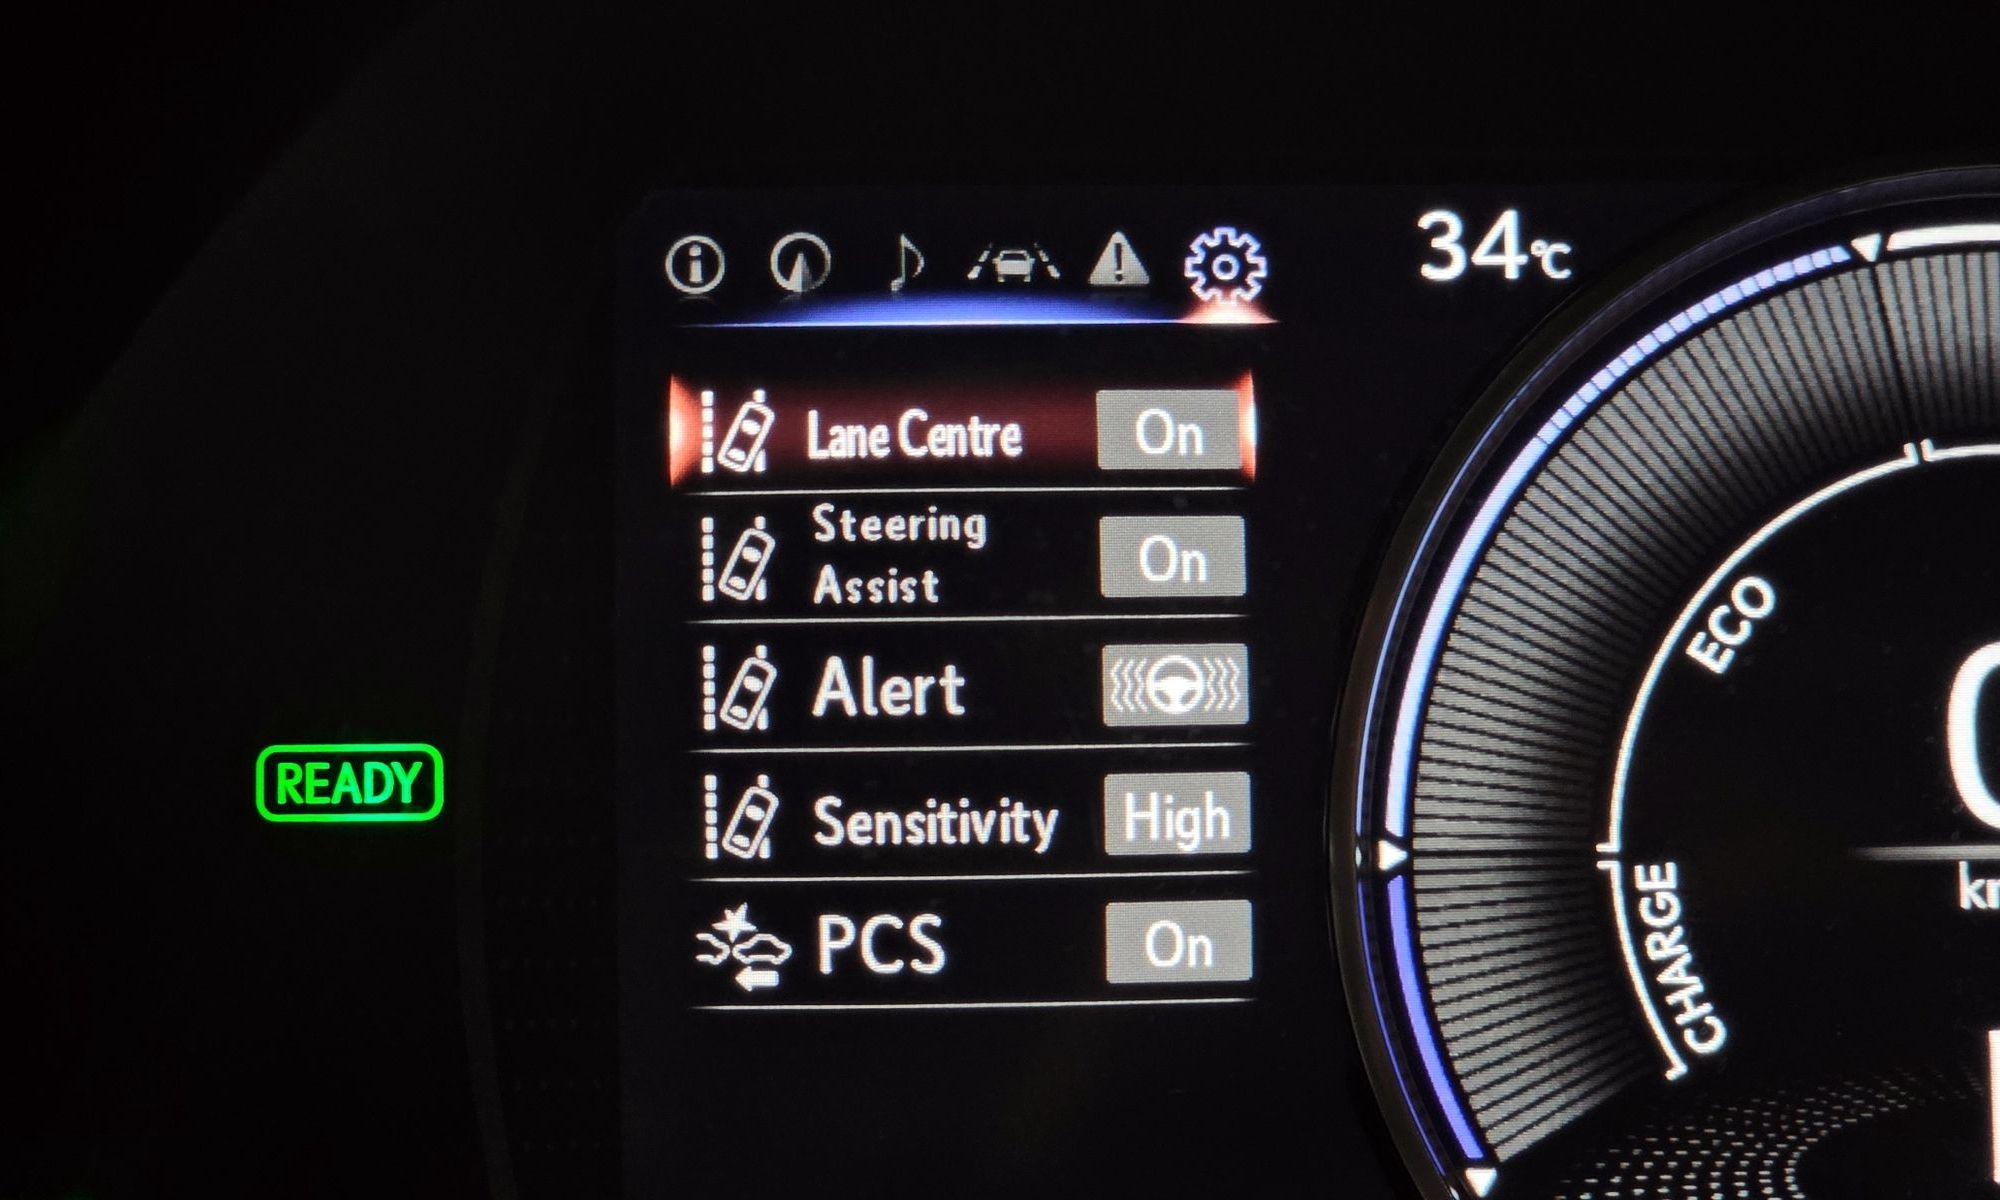 34°C
Lane Centre On
Steering
Assist
On
Alert
Sensitivity High
PCS On
READY
ECO
CHARGE